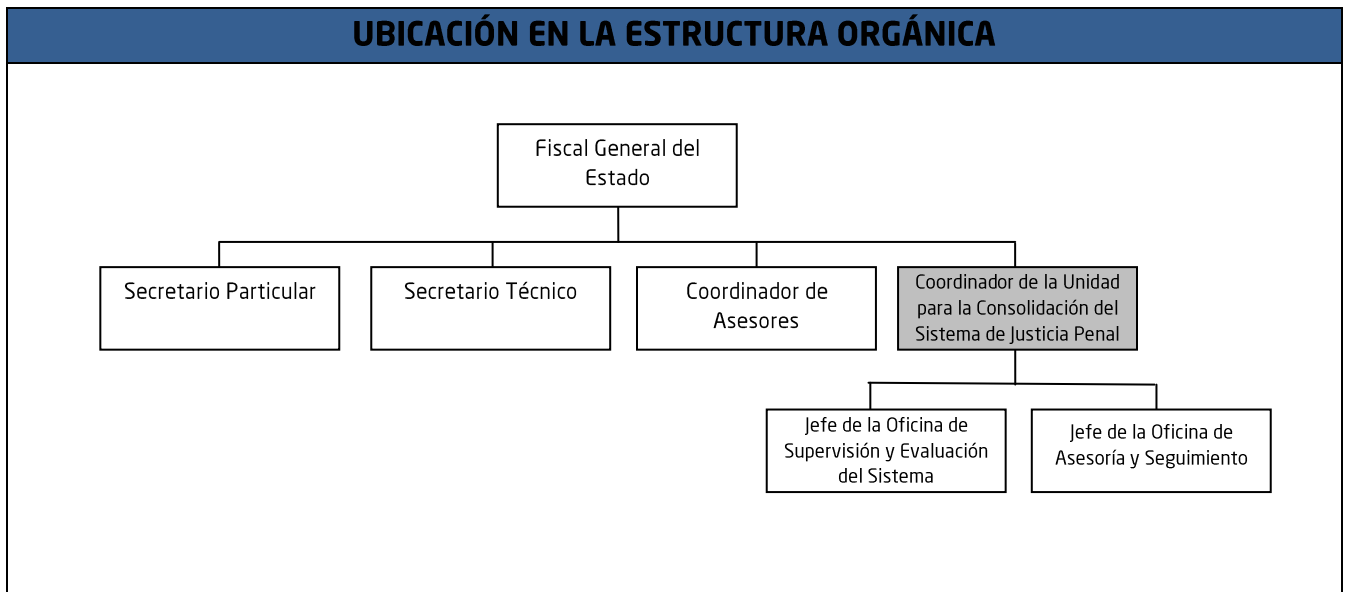 UBICACIÓN EN LA ESTRUCTURA ORGÁNICA
Fiscal General del
Estado
Secretario Particular
Secretario Técnico
Coordinador de
Asesores
Coordinador de la Unidad
para la Consolidación del
Sistema de Justicia Penal
Jefe de la Oficina de
Supervisión y Evaluación
del Sistema
Jefe de la Oficina de
Asesoría y Seguimiento